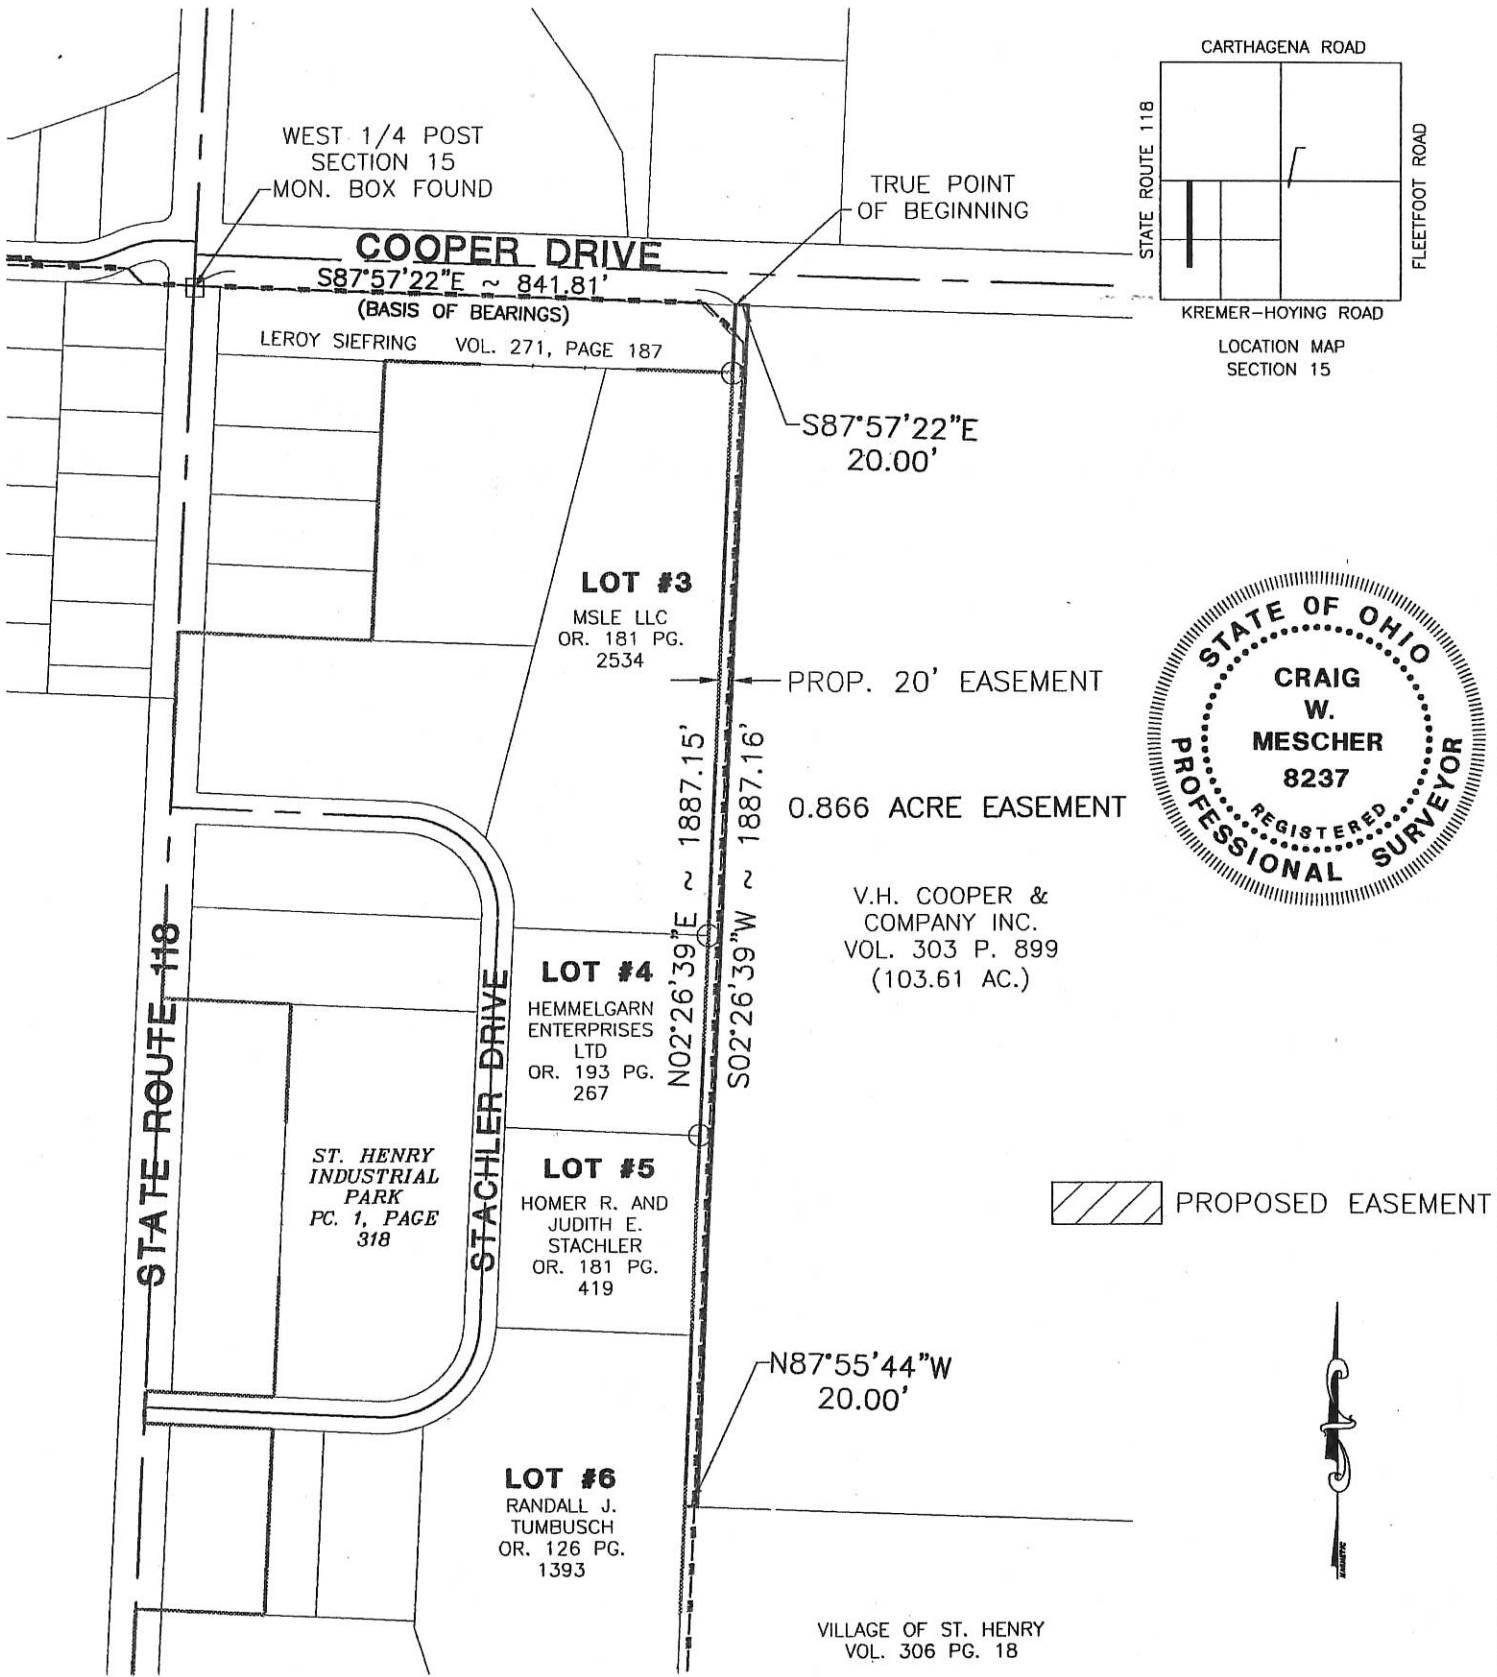 CARTHAGENA ROAD
STATE ROUTE 118
FLEETFOOT ROAD
KREMER-HOYING ROAD
LOCATION MAP
SECTION 15
WEST 1/4 POST
SECTION 15
MON. BOX FOUND
TRUE POINT
OF BEGINNING
COOPER DRIVE
S87°57'22"E ~ 841.81'
(BASIS OF BEARINGS)
LEROY SIEFRING VOL. 271, PAGE 187
S87°57'22"E
20.00'
LOT #3
MSLE LLC
OR. 181 PG.
2534
PROP. 20' EASEMENT
N02°26'39"E ~ 1887.15'
S02°26'39"W ~ 1887.16'
0.866 ACRE EASEMENT
STATE OF OHIO
CRAIG
W.
MESCHER
8237
REGISTERED
PROFESSIONAL SURVEYOR
V.H. COOPER &
COMPANY INC.
VOL. 303 P. 899
(103.61 AC.)
STATE ROUTE 118
STACHLER DRIVE
LOT #4
HEMMELGARN
ENTERPRISES
LTD
OR. 193 PG.
267
ST. HENRY
INDUSTRIAL
PARK
PC. 1, PAGE
318
LOT #5
HOMER R. AND
JUDITH E.
STACHLER
OR. 181 PG.
419
PROPOSED EASEMENT
N87°55'44"W
20.00'
LOT #6
RANDALL J.
TUMBUSCH
OR. 126 PG.
1393
MAGNETIC
VILLAGE OF ST. HENRY
VOL. 306 PG. 18